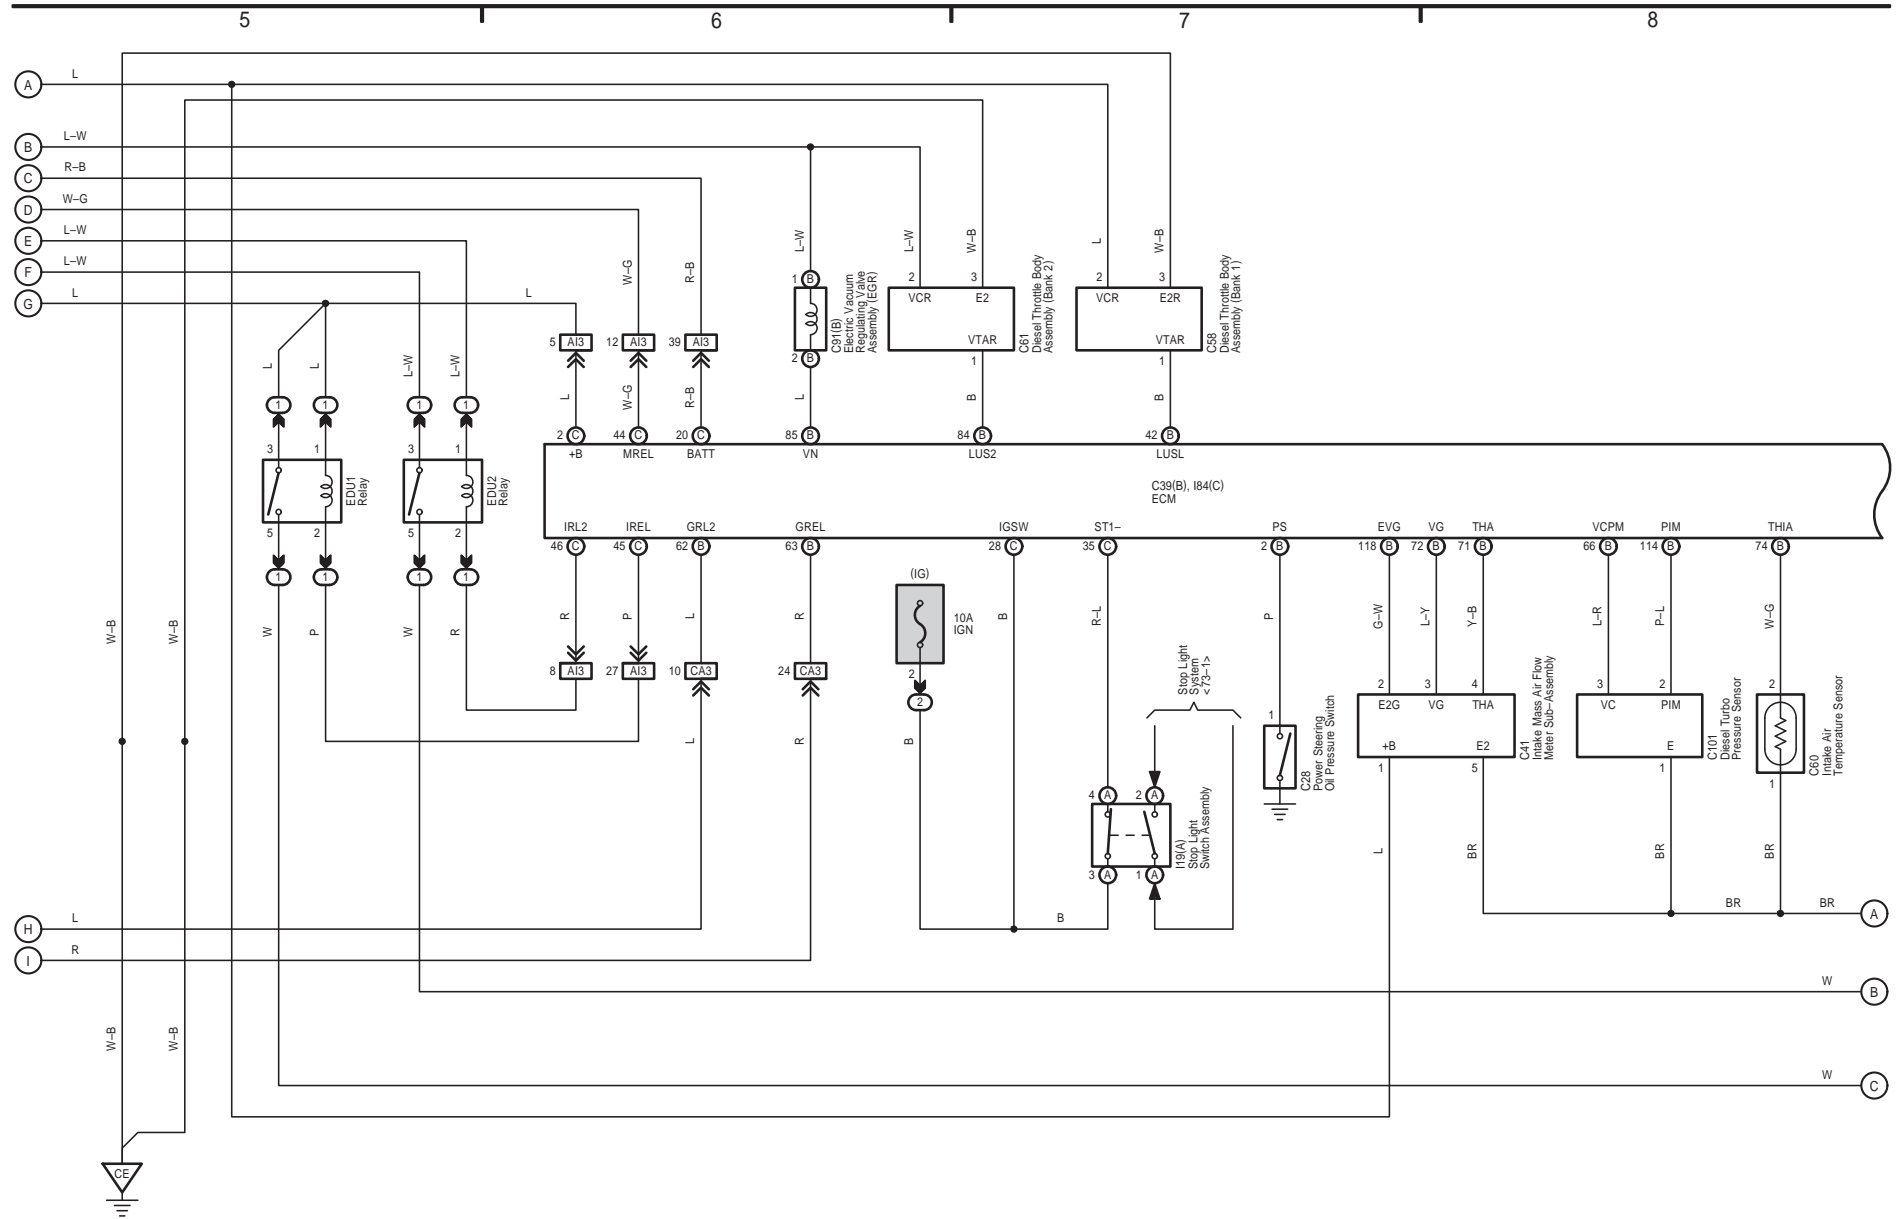 5 6 7 8
A L
B L–W
C R–B
D W–G
E L–W
F L–W
G L L
L–W L–W W–B L W–B
W–G R–B
1 B
2 3 2 3
VCR E2 VCR E2R
VTAR VTAR
C91(B)
Electric Vacuum
Regulating Valve
Assembly (EGR)
C61
Diesel Throttle Body
Assembly (Bank 2)
C58
Diesel Throttle Body
Assembly (Bank 1)
5 AI3 12 AI3 39 AI3
2 B 1 1
L L L–W L–W
L W–G R–B L B B
1 1 1 1
3 1 3 1
2 C 44 C 20 C 85 B 84 B 42 B
+B MREL BATT VN LUS2 LUSL
EDU1
Relay
EDU2
Relay
C39(B), I84(C)
ECM
5 2 5 2
IRL2 IREL GRL2 GREL IGSW ST1– PS EVG VG THA VCPM PIM THIA
46 C 45 C 62 B 63 B 28 C 35 C 2 B 118 B 72 B 71 B 66 B 114 B 74 B
1 1 1 1
(IG)
10A
IGN
W–B W–B W P W R
R P L R B R–L P G–W L–Y Y–B L–R P–L W–G
8 AI3 27 AI3 10 CA3 24 CA3
2
2
Stop Light
System
<73–1>
L R B
1
C28
Power Steering
Oil Pressure Switch
2 3 4
E2G VG THA
+B E2
1 5
C41
Intake Mass Air Flow
Meter Sub–Assembly
3 2
VC PIM
E
1
C101
Diesel Turbo
Pressure Sensor
2
1
C60
Intake Air
Temperature Sensor
4 A 2 A
3 A 1 A
I19(A)
Stop Light
Switch Assembly
L BR BR BR
BR BR A
H L
B
I R
W B
W–B W–B
W C
CE